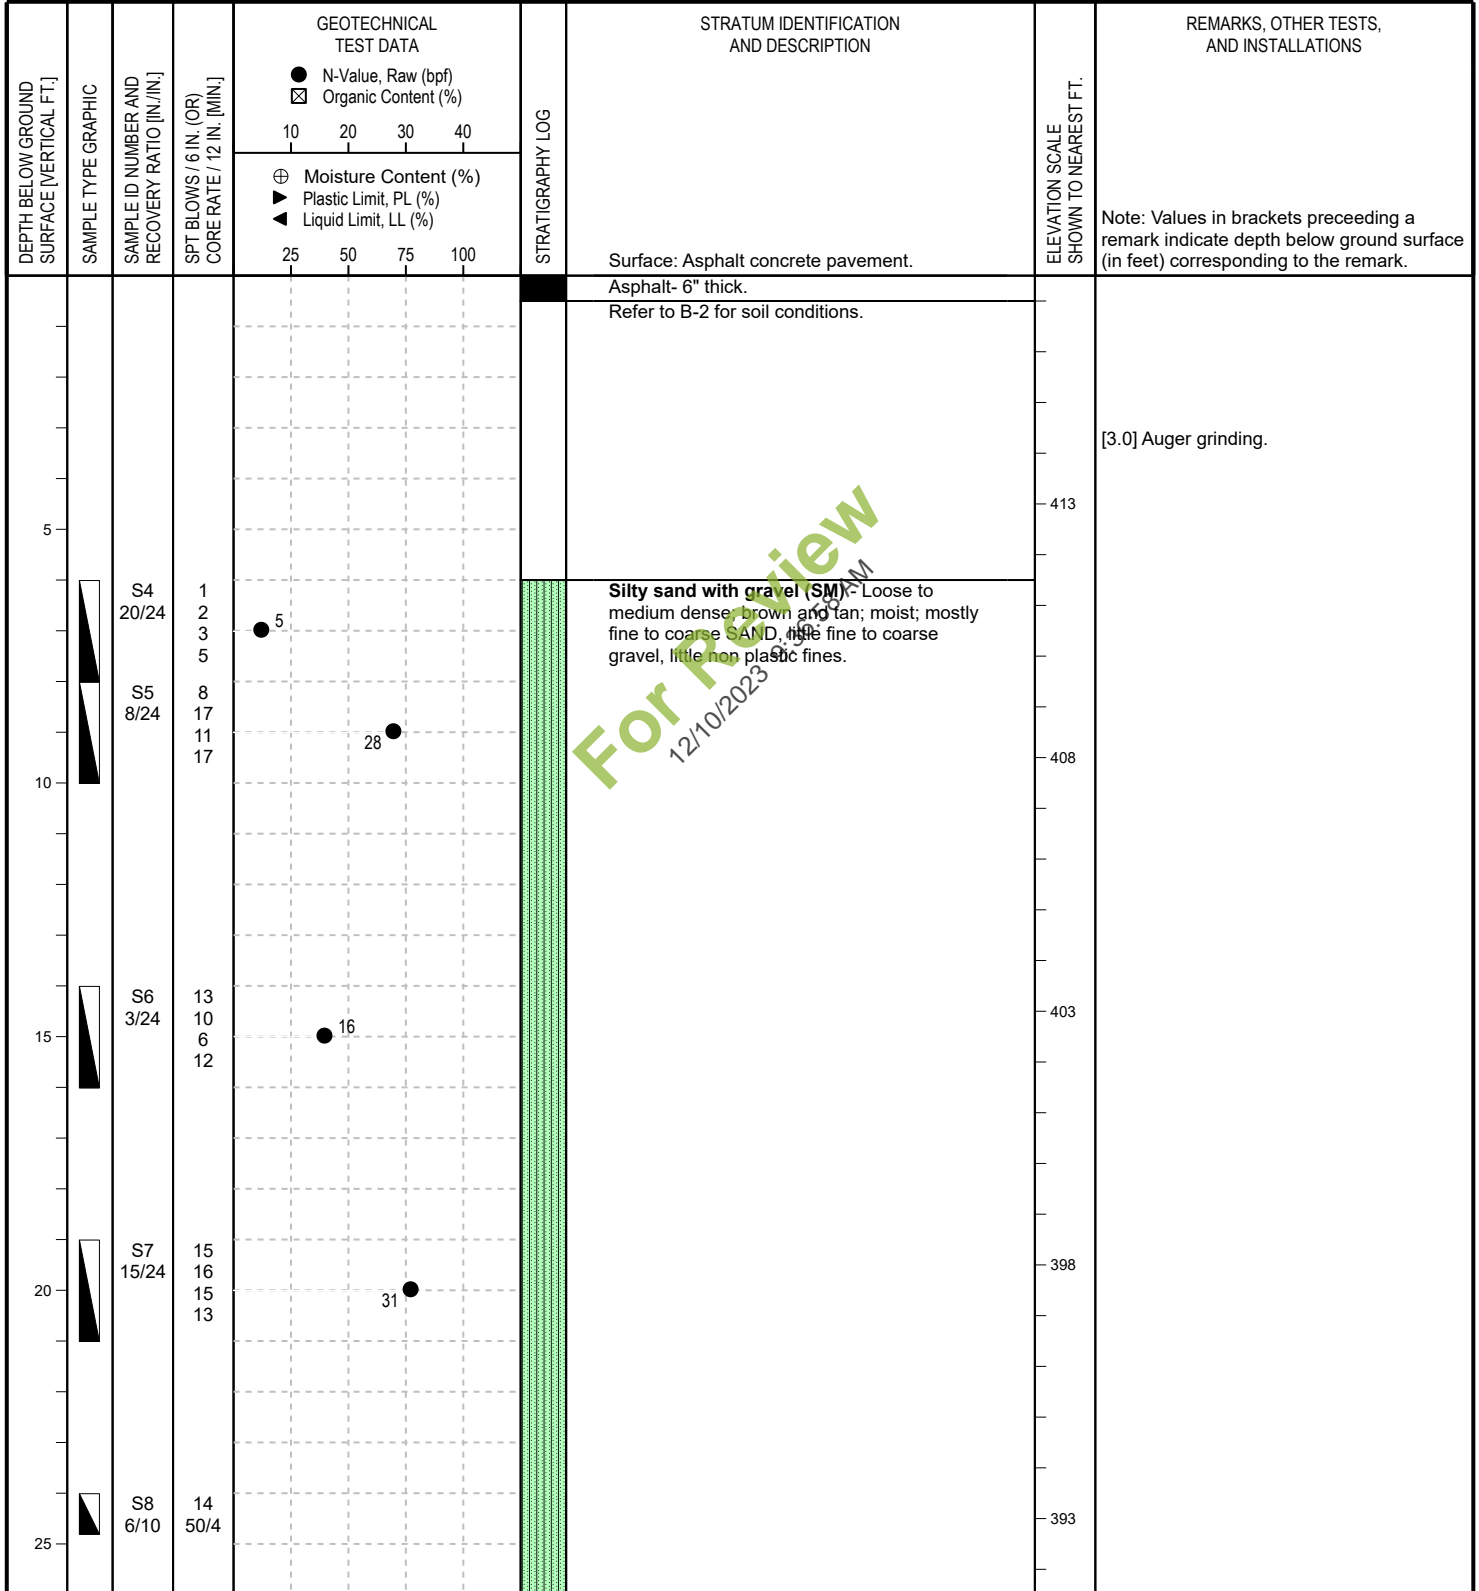 DEPTH BELOW GROUND
SURFACE [VERTICAL FT.]
SAMPLE TYPE GRAPHIC
SAMPLE ID NUMBER AND
RECOVERY RATIO [IN./IN.]
SPT BLOWS / 6 IN. (OR)
CORE RATE / 12 IN. [MIN.]
GEOTECHNICAL
TEST DATA
N-Value, Raw (bpf)
Organic Content (%)
10 20 30 40
Moisture Content (%)
Plastic Limit, PL (%)
Liquid Limit, LL (%)
25 50 75 100
STRATIGRAPHY LOG
STRATUM IDENTIFICATION
AND DESCRIPTION
Surface: Asphalt concrete pavement.
ELEVATION SCALE
SHOWN TO NEAREST FT.
REMARKS, OTHER TESTS,
AND INSTALLATIONS
Note: Values in brackets preceeding a
remark indicate depth below ground surface
(in feet) corresponding to the remark.
Asphalt- 6" thick.
Refer to B-2 for soil conditions.
[3.0] Auger grinding.
413
5
S4
20/24
1
2
3
5
5
Silty sand with gravel (SM) - Loose to
medium dense; brown and tan; moist; mostly
fine to coarse SAND, little fine to coarse
gravel, little non plastic fines.
For Review
12/10/2023 9:36:58 AM
S5
8/24
8
17
11
17
28
408
10
S6
3/24
13
10
6
12
16
403
15
S7
15/24
15
16
15
13
31
398
20
S8
6/10
14
50/4
393
25